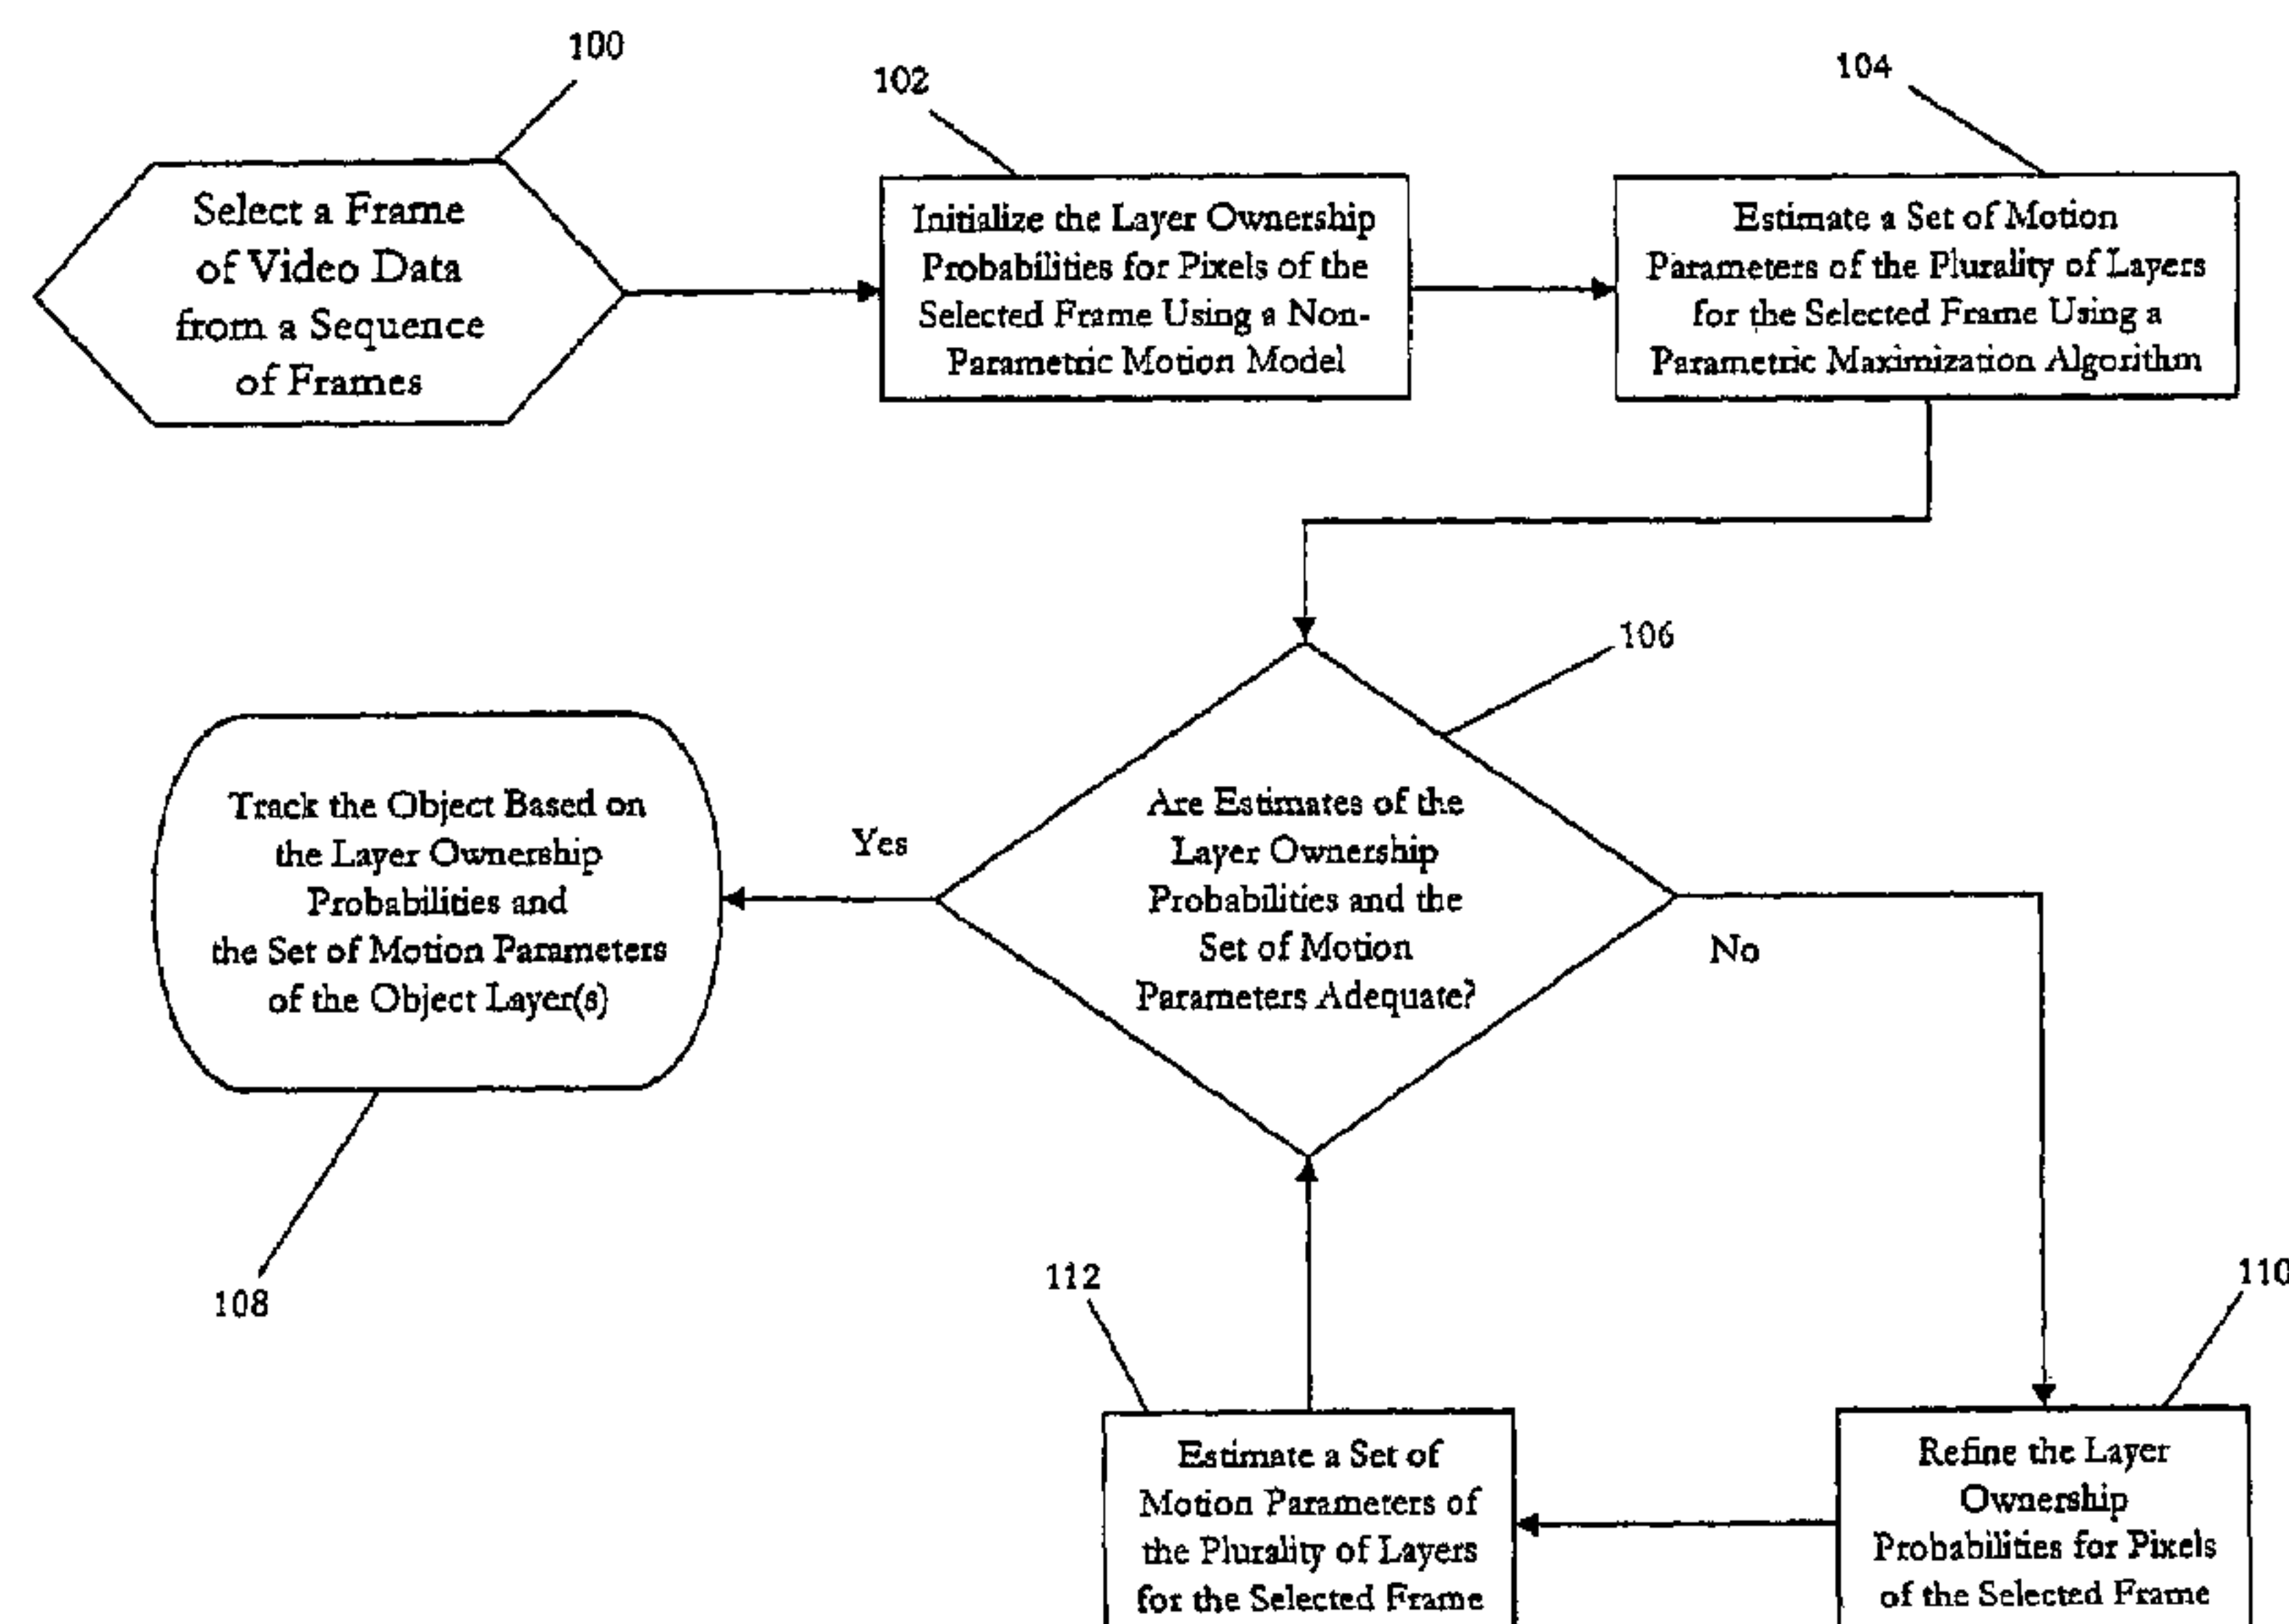 100
Select a Frame
of Video Data
from a Sequence
of Frames
102
Initialize the Layer Ownership
Probabilities for Pixels of the
Selected Frame Using a Non-
Parametric Motion Model
104
Estimate a Set of Motion
Parameters of the Plurality of Layers
for the Selected Frame Using a
Parametric Maximization Algorithm
106
Are Estimates of the
Layer Ownership
Probabilities and the
Set of Motion
Parameters Adequate?
Yes
No
Track the Object Based on
the Layer Ownership
Probabilities and
the Set of Motion Parameters
of the Object Layer(s)
108
110
Refine the Layer
Ownership
Probabilities for Pixels
of the Selected Frame
112
Estimate a Set of
Motion Parameters of
the Plurality of Layers
for the Selected Frame